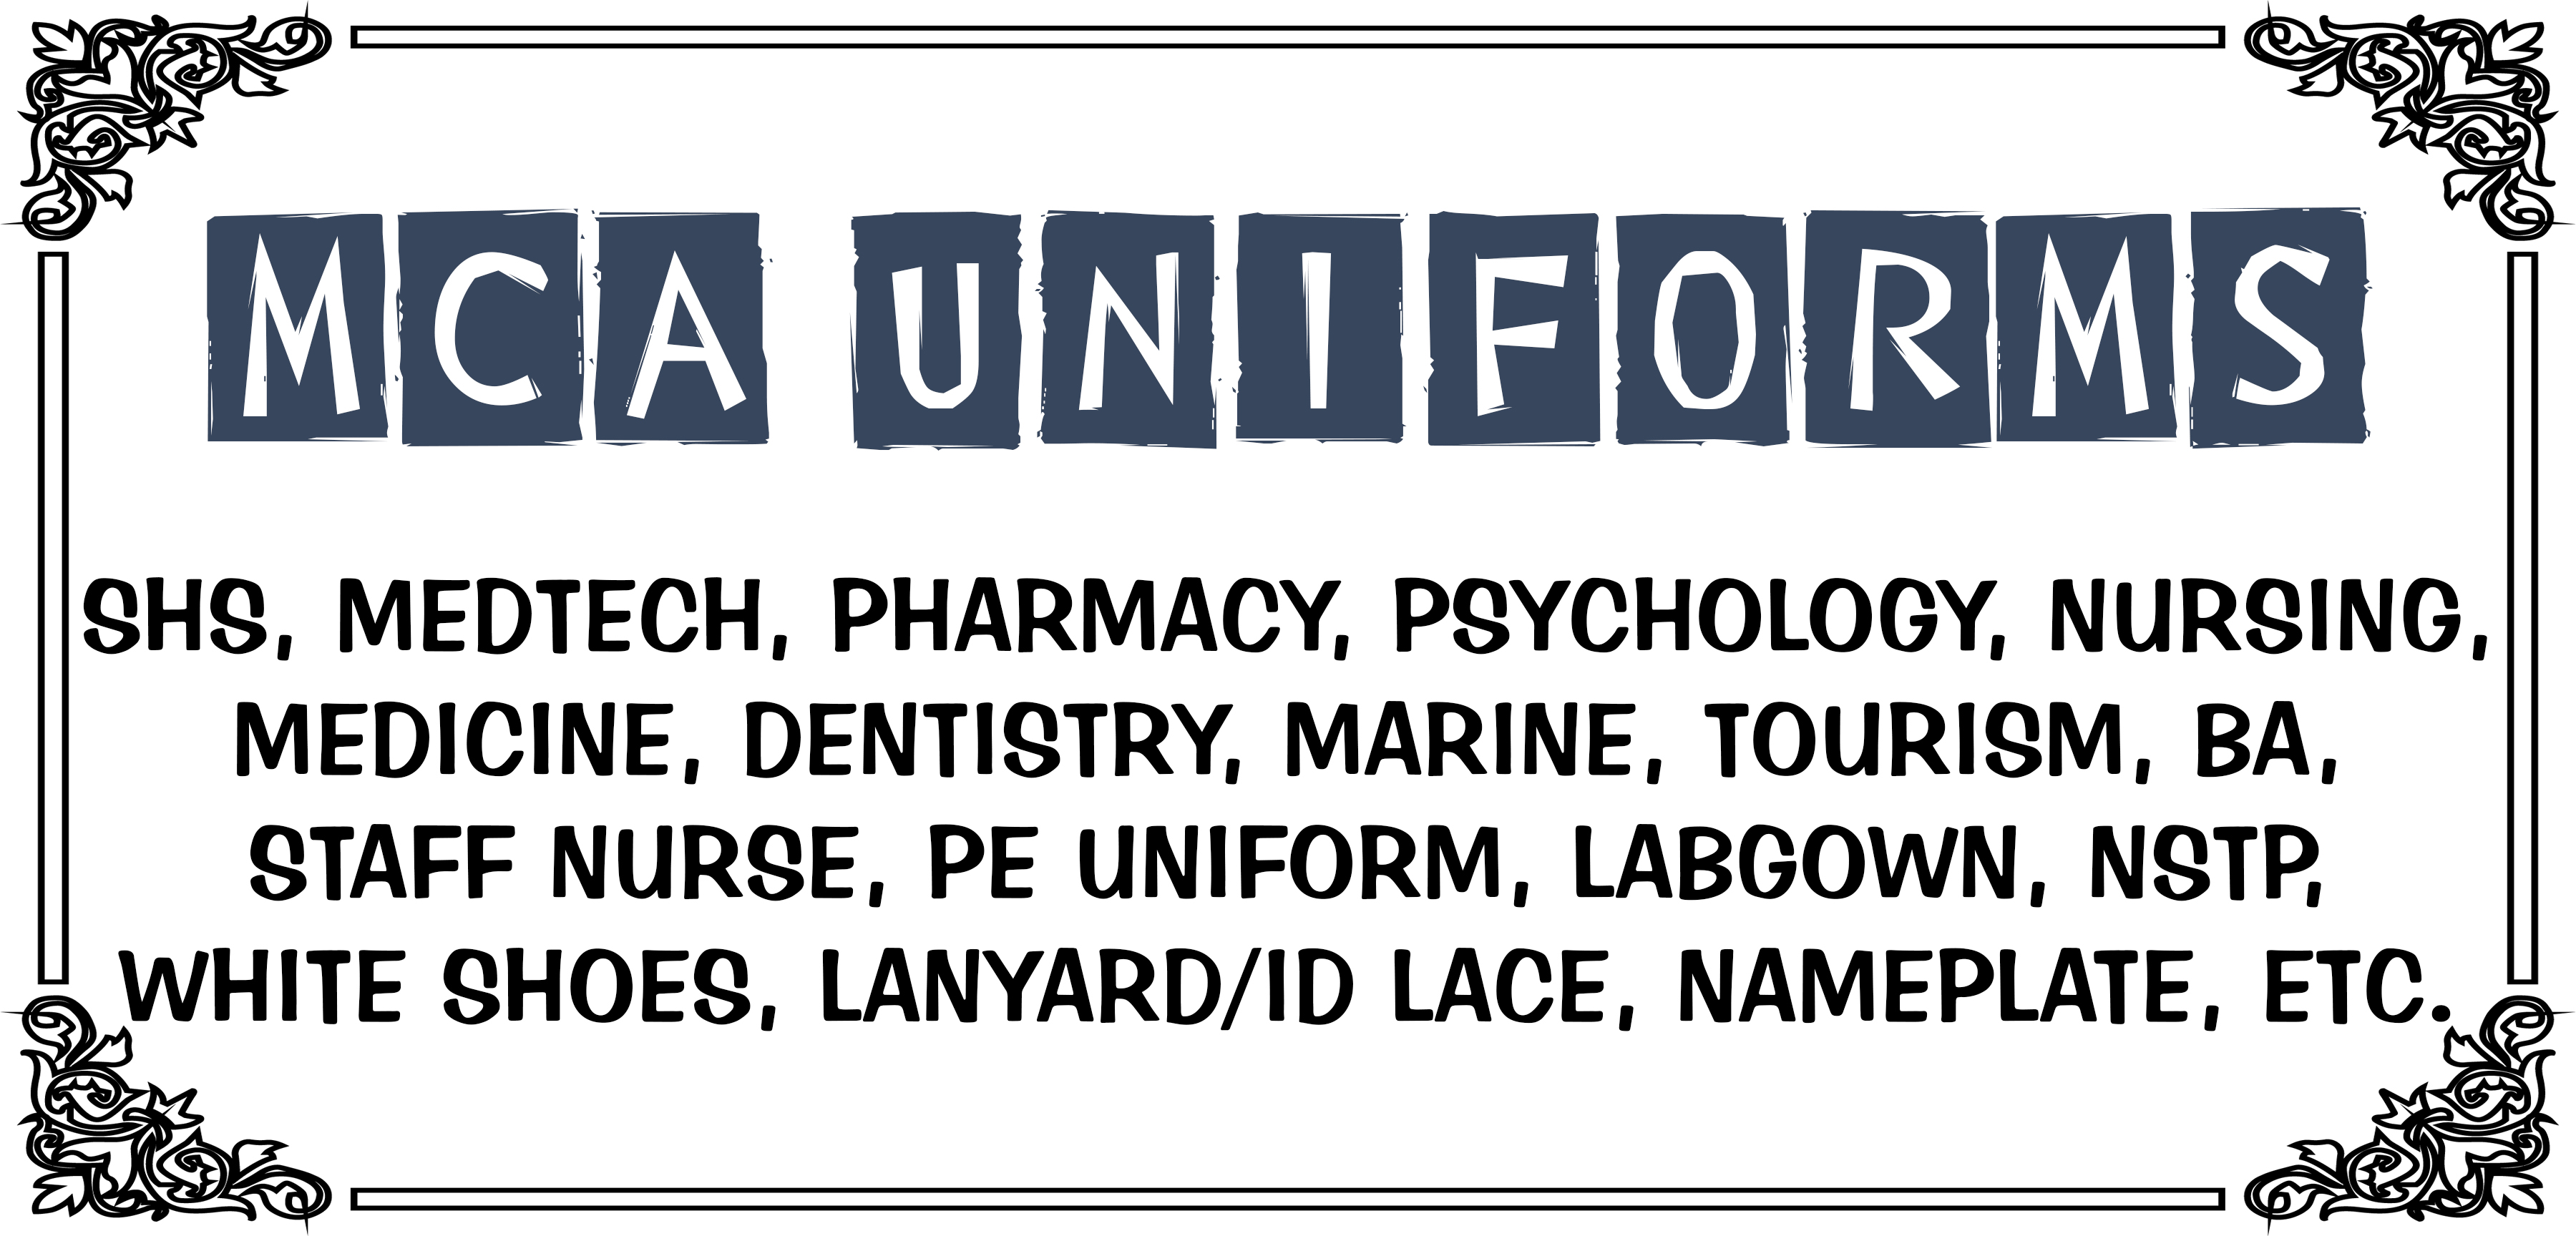 MCA UNIFORMS
SHS, MEDTECH, PHARMACY, PSYCHOLOGY, NURSING,
MEDICINE, DENTISTRY, MARINE, TOURISM, BA,
STAFF NURSE, PE UNIFORM, LABGOWN, NSTP,
WHITE SHOES, LANYARD/ID LACE, NAMEPLATE, ETC.